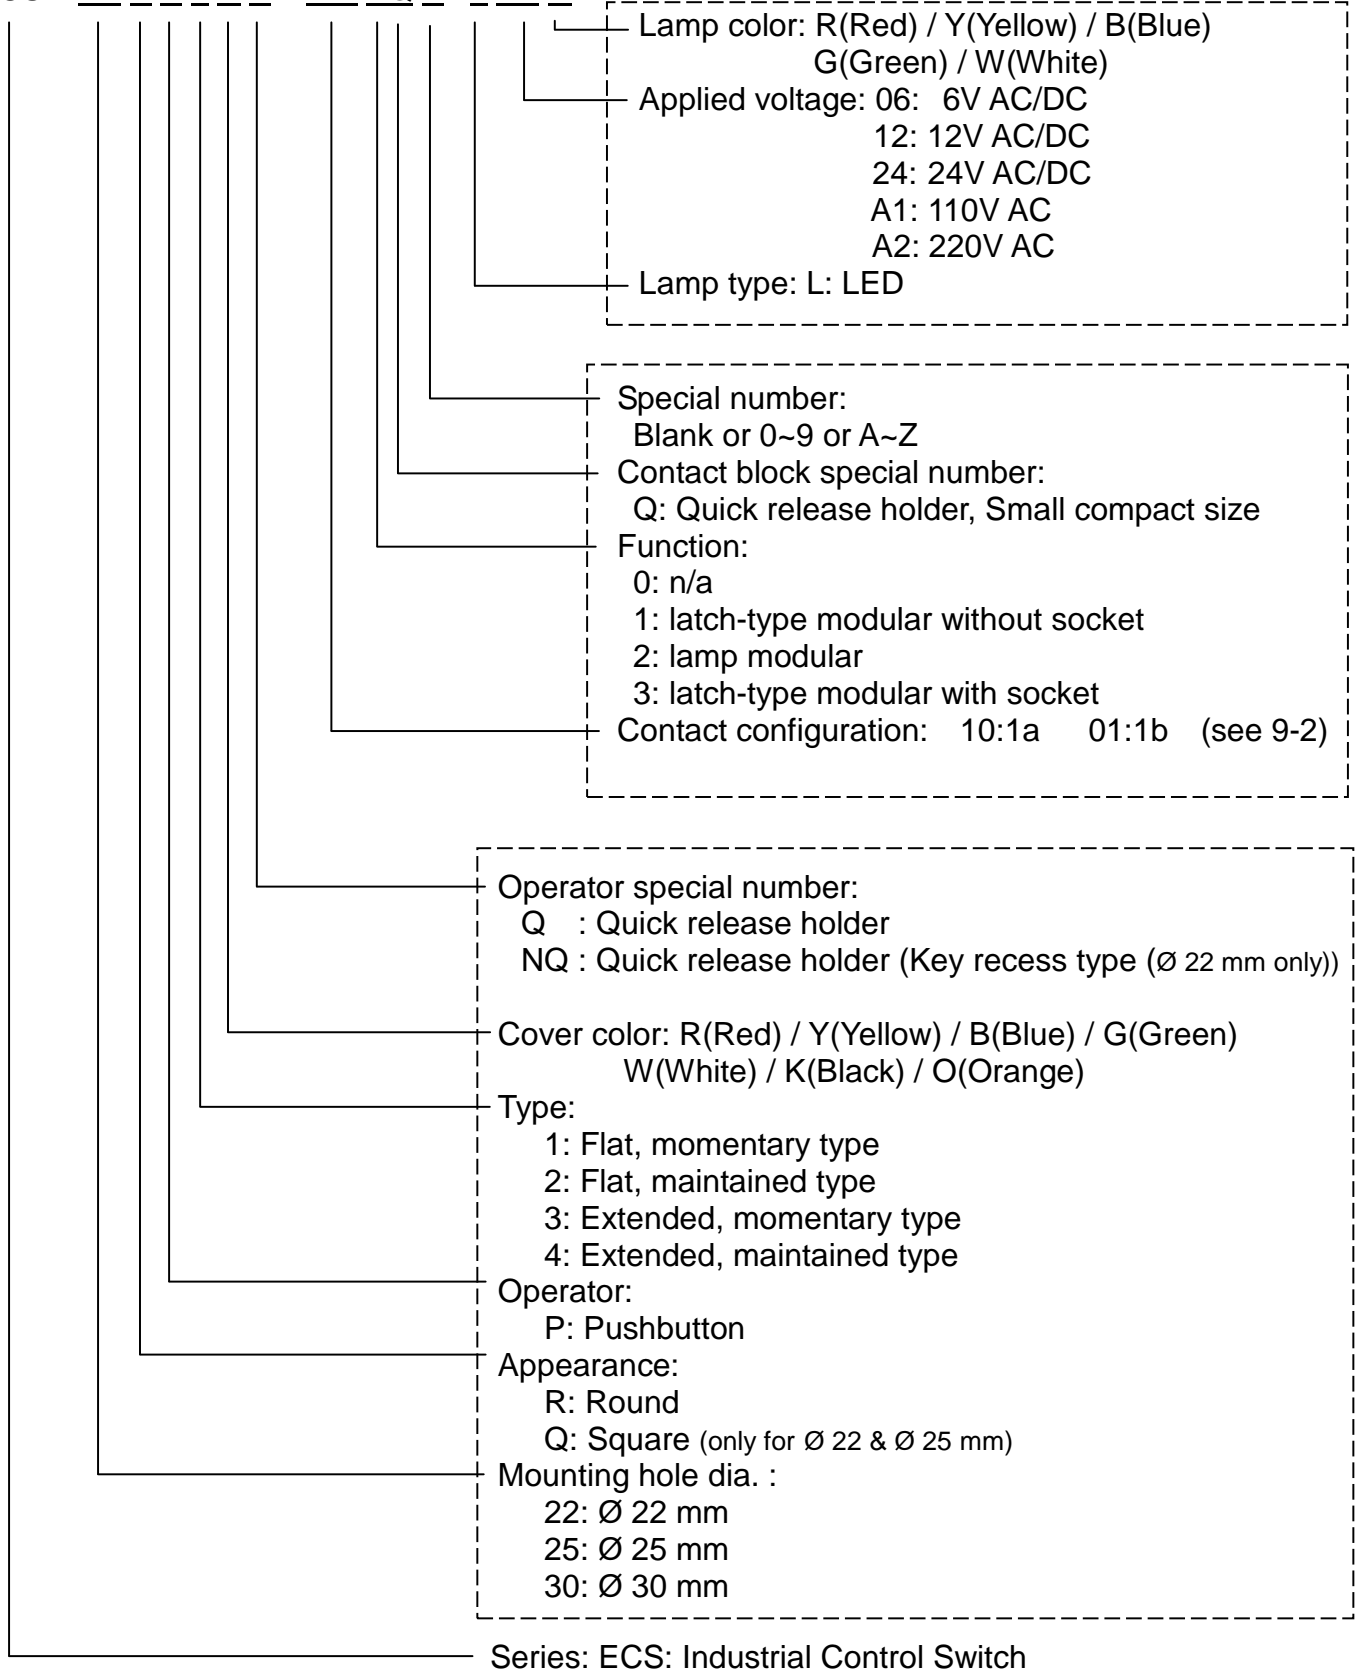 Lamp color: R(Red) / Y(Yellow) / B(Blue)
G(Green) / W(White)
Applied voltage: 06: 6V AC/DC
12: 12V AC/DC
24: 24V AC/DC
A1: 110V AC
A2: 220V AC
Lamp type: L: LED
Special number:
Blank or 0~9 or A~Z
Contact block special number:
Q: Quick release holder, Small compact size
Function:
0: n/a
1: latch-type modular without socket
2: lamp modular
3: latch-type modular with socket
Contact configuration: 10:1a 01:1b (see 9-2)
Operator special number:
Q : Quick release holder
NQ : Quick release holder (Key recess type (Ø 22 mm only))
Cover color: R(Red) / Y(Yellow) / B(Blue) / G(Green)
W(White) / K(Black) / O(Orange)
Type:
1: Flat, momentary type
2: Flat, maintained type
3: Extended, momentary type
4: Extended, maintained type
Operator:
P: Pushbutton
Appearance:
R: Round
Q: Square (only for Ø 22 & Ø 25 mm)
Mounting hole dia. :
22: Ø 22 mm
25: Ø 25 mm
30: Ø 30 mm
Series: ECS: Industrial Control Switch